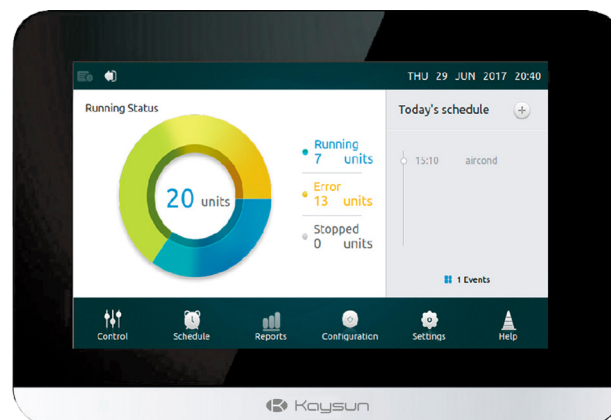 THU 29 JUN 2017 20:40
Running Status
20 units
Running
7 units
Error
13 units
Stopped
0 units
Today's schedule
15:10 aircond
1 Events
Control
Schedule
Reports
Configuration
Settings
Help
Kaysun